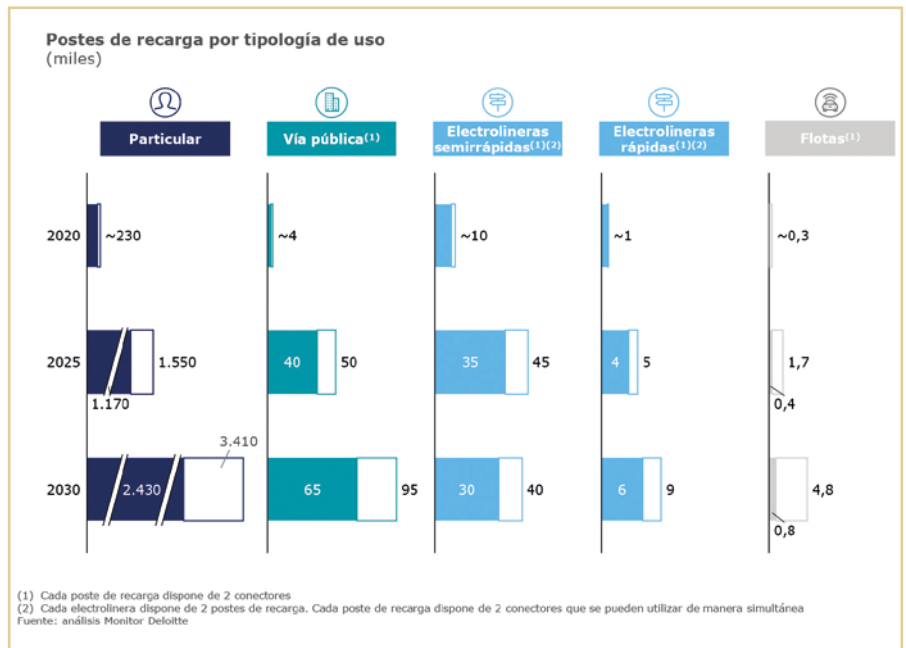 Postes de recarga por tipología de uso
(miles)
Particular
Vía pública(1)
Electrolineras
semirrápidas(1)(2)
Electrolineras
rápidas(1)(2)
Flotas(1)
2020
~230
~4
~10
~1
~0,3
2025
1.170
1.550
40
50
35
45
4
5
1,7
0,4
2030
2.430
3.410
65
95
30
40
6
9
4,8
0,8
(1) Cada poste de recarga dispone de 2 conectores
(2) Cada electrolinera dispone de 2 postes de recarga. Cada poste de recarga dispone de 2 conectores que se pueden utilizar de manera simultánea
Fuente: análisis Monitor Deloitte